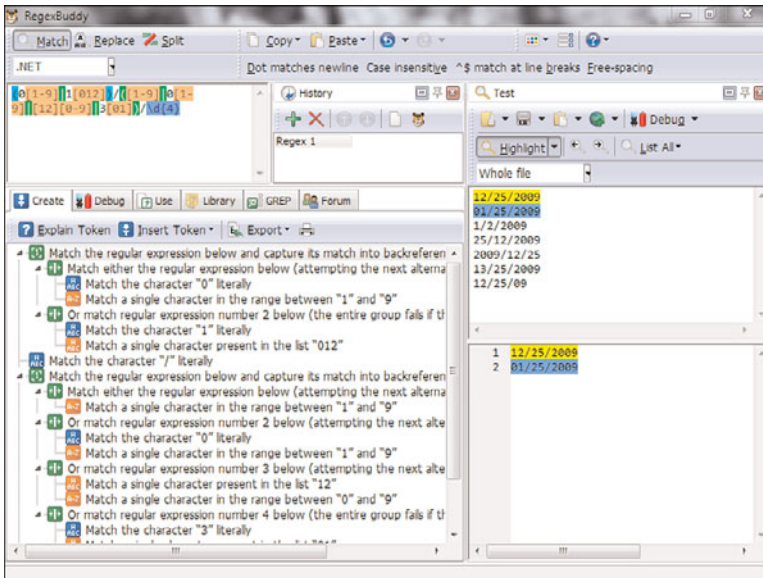 RegexBuddy
Match Replace Split Copy Paste
.NET Dot matches newline Case insensitive ^$ match at line breaks Free-spacing
(0[1-9]|1[012])/([1-9]|0[1-
9]|[12][0-9]|3[01])/\d{4}
History
Regex 1
Test
Debug
Highlight List All
Whole file
12/25/2009
01/25/2009
1/2/2009
25/12/2009
2009/12/25
13/25/2009
12/25/09
Create Debug Use Library GREP Forum
Explain Token Insert Token Export
Match the regular expression below and capture its match into backreferen
Match either the regular expression below (attempting the next alterna
Match the character "0" literally
Match a single character in the range between "1" and "9"
Or match regular expression number 2 below (the entire group fails if th
Match the character "1" literally
Match a single character present in the list "012"
Match the character "/" literally
Match the regular expression below and capture its match into backreferen
Match either the regular expression below (attempting the next alterna
Match a single character in the range between "1" and "9"
Or match regular expression number 2 below (attempting the next alte
Match the character "0" literally
Match a single character in the range between "1" and "9"
Or match regular expression number 3 below (attempting the next alte
Match a single character present in the list "12"
Match a single character in the range between "0" and "9"
Or match regular expression number 4 below (the entire group fails if th
Match the character "3" literally
1 12/25/2009
2 01/25/2009